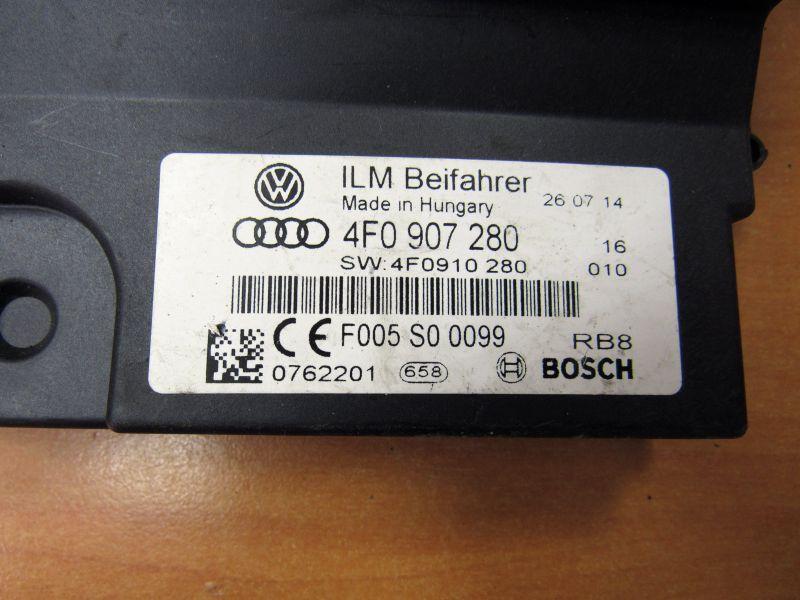 ILM Beifahrer
Made in Hungary 26 07 14
4F0 907 280 16
SW:4F0910 280 010
F005 S0 0099 RB8
0762201 658 BOSCH